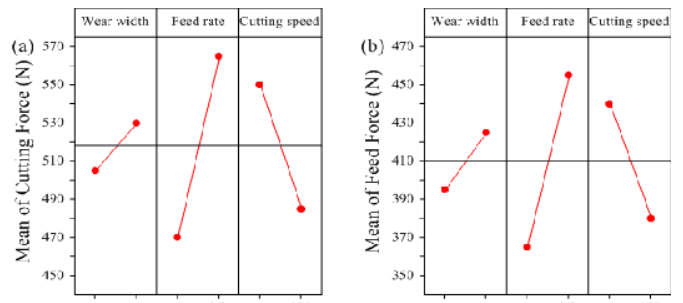 Wear width Feed rate Cutting speed
(a)
Mean of Cutting Force (N)
570
550
530
510
490
470
450
Wear width Feed rate Cutting speed
(b)
Mean of Feed Force (N)
470
450
430
410
390
370
350